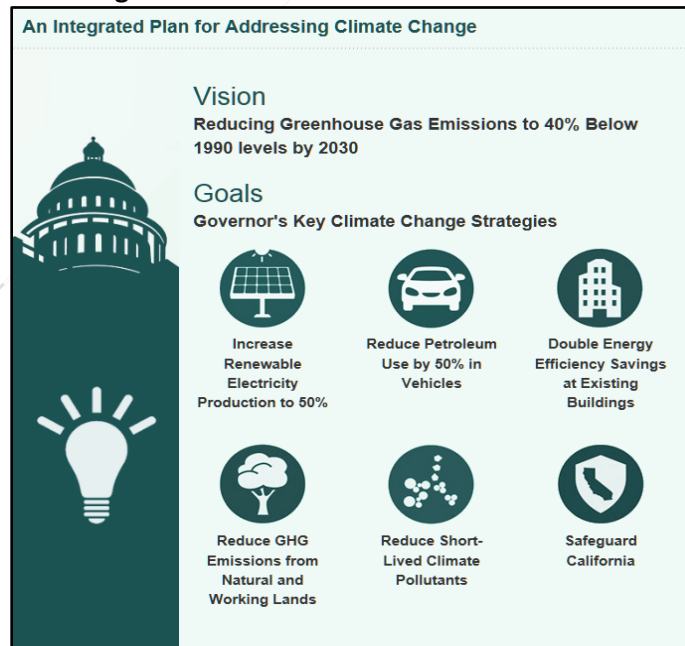 An Integrated Plan for Addressing Climate Change
Vision
Reducing Greenhouse Gas Emissions to 40% Below
1990 levels by 2030
Goals
Governor's Key Climate Change Strategies
Increase
Renewable
Electricity
Production to 50%
Reduce Petroleum
Use by 50% in
Vehicles
Double Energy
Efficiency Savings
at Existing
Buildings
Reduce GHG
Emissions from
Natural and
Working Lands
Reduce Short-
Lived Climate
Pollutants
Safeguard
California